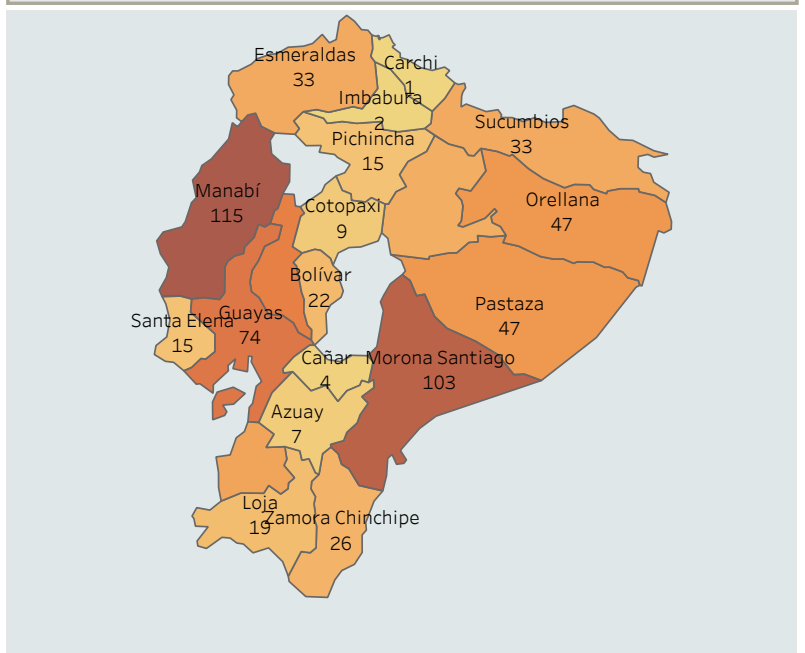 Esmeraldas
33
Carchi
1
Imbabura
2
Sucumbios
33
Pichincha
15
Manabí
115
Orellana
47
Cotopaxi
9
Bolívar
22
Pastaza
47
Santa Elena
15
Guayas
74
Cañar
4
Morona Santiago
103
Azuay
7
Loja
19
Zamora Chinchipe
26